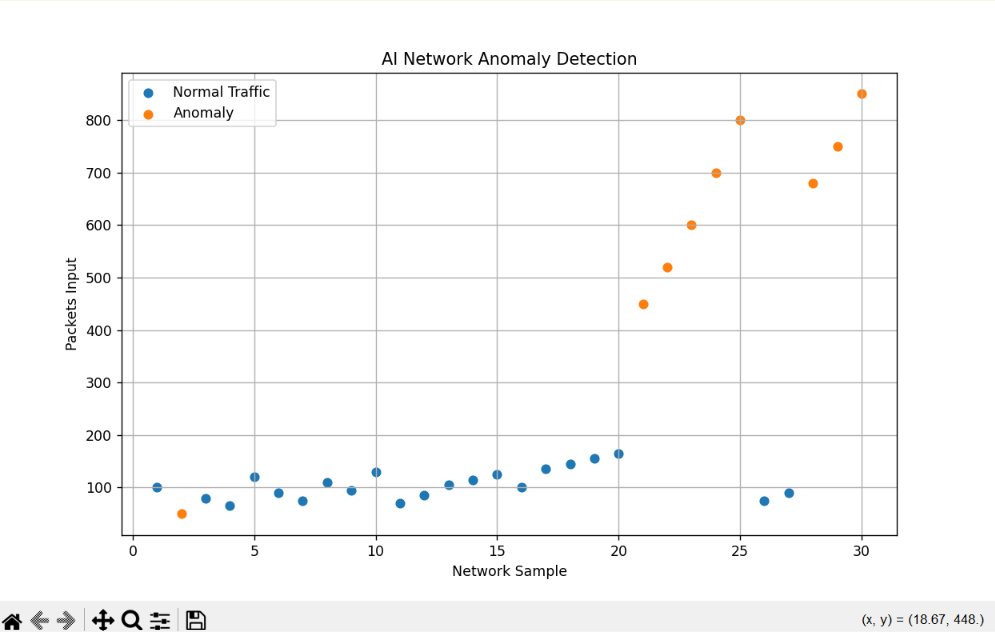 AI Network Anomaly Detection
Normal Traffic
Anomaly
800
700
600
500
400
300
200
100
Packets Input
0 5 10 15 20 25 30
Network Sample
(x, y) = (18.67, 448.)